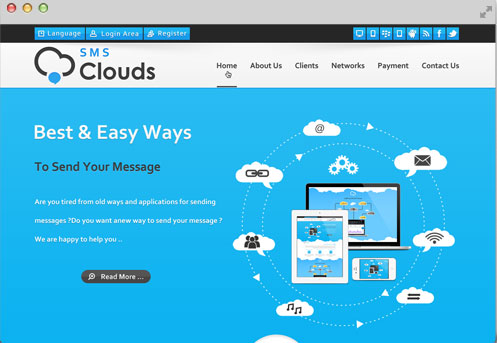 Language Login Area Register
SMS
Clouds
Home About Us Clients Networks Payment Contact Us
Best & Easy Ways
To Send Your Message
Are you tired from old ways and applications for sending
messages ?Do you want anew way to send your message ?
We are happy to help you ..
Read More ...
@